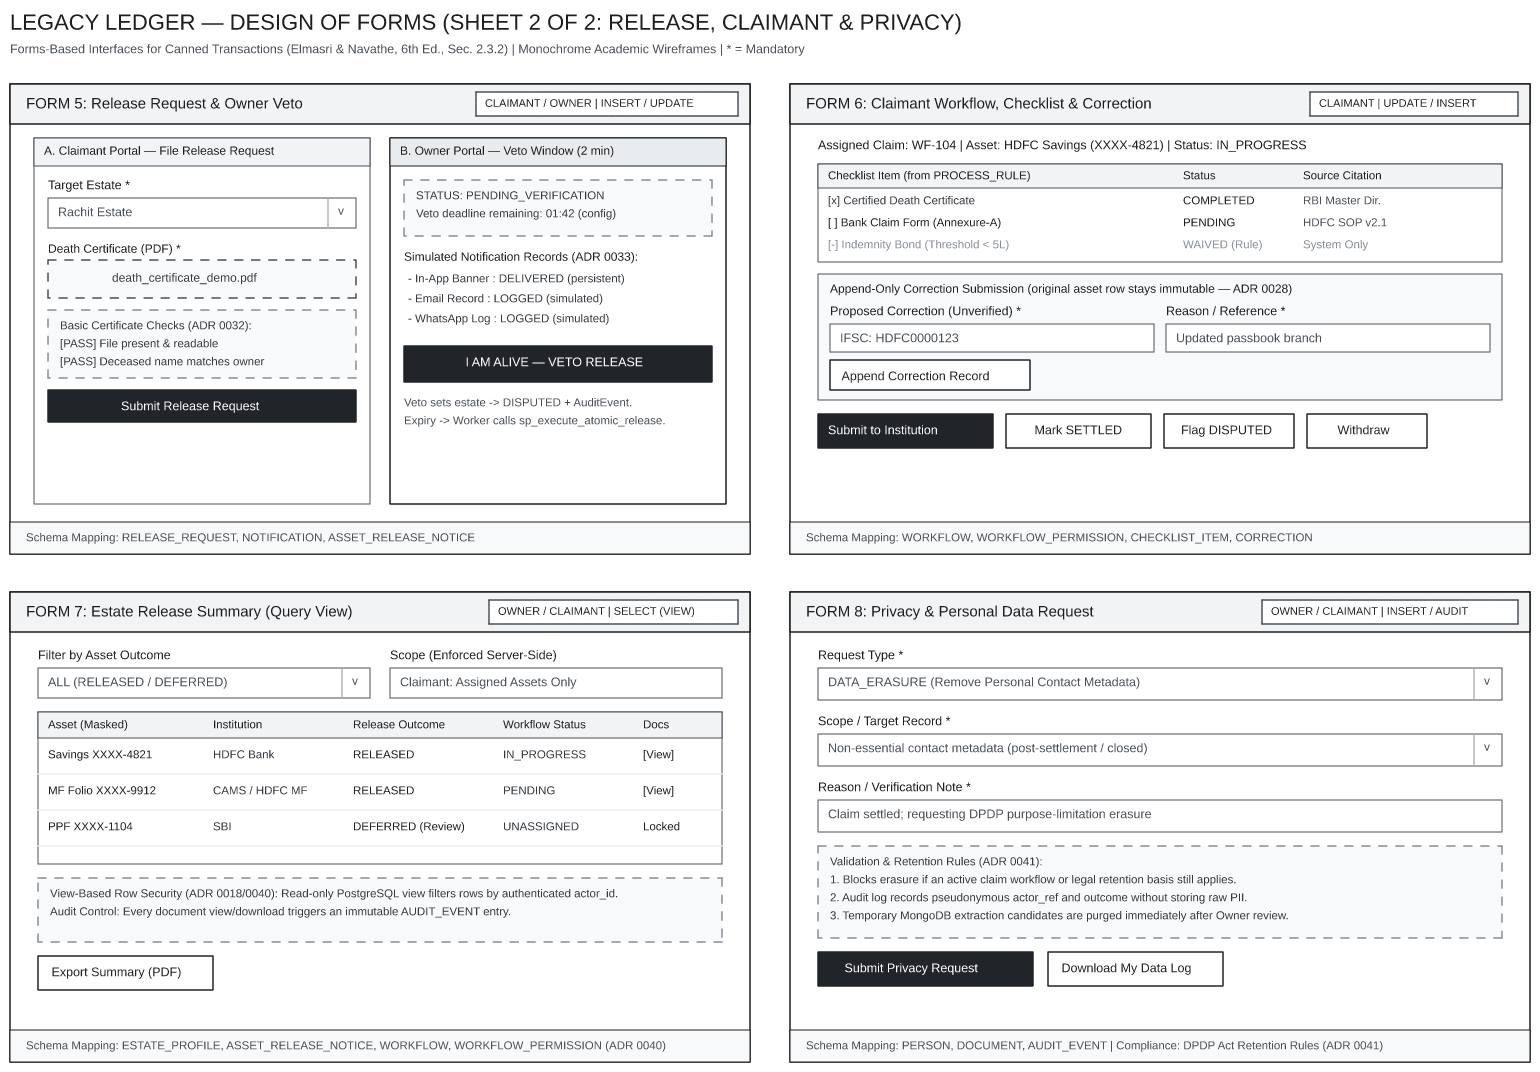 LEGACY LEDGER — DESIGN OF FORMS (SHEET 2 OF 2: RELEASE, CLAIMANT & PRIVACY)
Forms-Based Interfaces for Canned Transactions (Elmasri & Navathe, 6th Ed., Sec. 2.3.2) | Monochrome Academic Wireframes | * = Mandatory
FORM 5: Release Request & Owner Veto
CLAIMANT / OWNER | INSERT / UPDATE
A. Claimant Portal — File Release Request
Target Estate *
Rachit Estate
v
Death Certificate (PDF) *
death_certificate_demo.pdf
Basic Certificate Checks (ADR 0032):
[PASS] File present & readable
[PASS] Deceased name matches owner
Submit Release Request
B. Owner Portal — Veto Window (2 min)
STATUS: PENDING_VERIFICATION
Veto deadline remaining: 01:42 (config)
Simulated Notification Records (ADR 0033):
- In-App Banner : DELIVERED (persistent)
- Email Record : LOGGED (simulated)
- WhatsApp Log : LOGGED (simulated)
I AM ALIVE — VETO RELEASE
Veto sets estate -> DISPUTED + AuditEvent.
Expiry -> Worker calls sp_execute_atomic_release.
Schema Mapping: RELEASE_REQUEST, NOTIFICATION, ASSET_RELEASE_NOTICE
FORM 6: Claimant Workflow, Checklist & Correction
CLAIMANT | UPDATE / INSERT
Assigned Claim: WF-104 | Asset: HDFC Savings (XXXX-4821) | Status: IN_PROGRESS
Checklist Item (from PROCESS_RULE) Status Source Citation
[x] Certified Death Certificate COMPLETED RBI Master Dir.
[ ] Bank Claim Form (Annexure-A) PENDING HDFC SOP v2.1
[-] Indemnity Bond (Threshold < 5L) WAIVED (Rule) System Only
Append-Only Correction Submission (original asset row stays immutable — ADR 0028)
Proposed Correction (Unverified) * Reason / Reference *
IFSC: HDFC0000123 Updated passbook branch
Append Correction Record
Submit to Institution Mark SETTLED Flag DISPUTED Withdraw
Schema Mapping: WORKFLOW, WORKFLOW_PERMISSION, CHECKLIST_ITEM, CORRECTION
FORM 7: Estate Release Summary (Query View)
OWNER / CLAIMANT | SELECT (VIEW)
Filter by Asset Outcome Scope (Enforced Server-Side)
ALL (RELEASED / DEFERRED) v Claimant: Assigned Assets Only
Asset (Masked) Institution Release Outcome Workflow Status Docs
Savings XXXX-4821 HDFC Bank RELEASED IN_PROGRESS [View]
MF Folio XXXX-9912 CAMS / HDFC MF RELEASED PENDING [View]
PPF XXXX-1104 SBI DEFERRED (Review) UNASSIGNED Locked
View-Based Row Security (ADR 0018/0040): Read-only PostgreSQL view filters rows by authenticated actor_id.
Audit Control: Every document view/download triggers an immutable AUDIT_EVENT entry.
Export Summary (PDF)
Schema Mapping: ESTATE_PROFILE, ASSET_RELEASE_NOTICE, WORKFLOW, WORKFLOW_PERMISSION (ADR 0040)
FORM 8: Privacy & Personal Data Request
OWNER / CLAIMANT | INSERT / AUDIT
Request Type *
DATA_ERASURE (Remove Personal Contact Metadata) v
Scope / Target Record *
Non-essential contact metadata (post-settlement / closed) v
Reason / Verification Note *
Claim settled; requesting DPDP purpose-limitation erasure
Validation & Retention Rules (ADR 0041):
1. Blocks erasure if an active claim workflow or legal retention basis still applies.
2. Audit log records pseudonymous actor_ref and outcome without storing raw PII.
3. Temporary MongoDB extraction candidates are purged immediately after Owner review.
Submit Privacy Request Download My Data Log
Schema Mapping: PERSON, DOCUMENT, AUDIT_EVENT | Compliance: DPDP Act Retention Rules (ADR 0041)